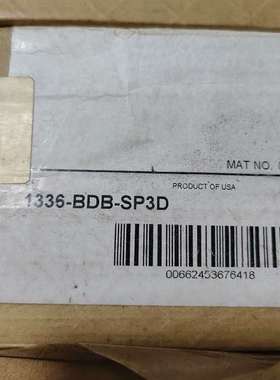 MAT NO.
PRODUCT OF USA
1336-BDB-SP3D
00662453676418